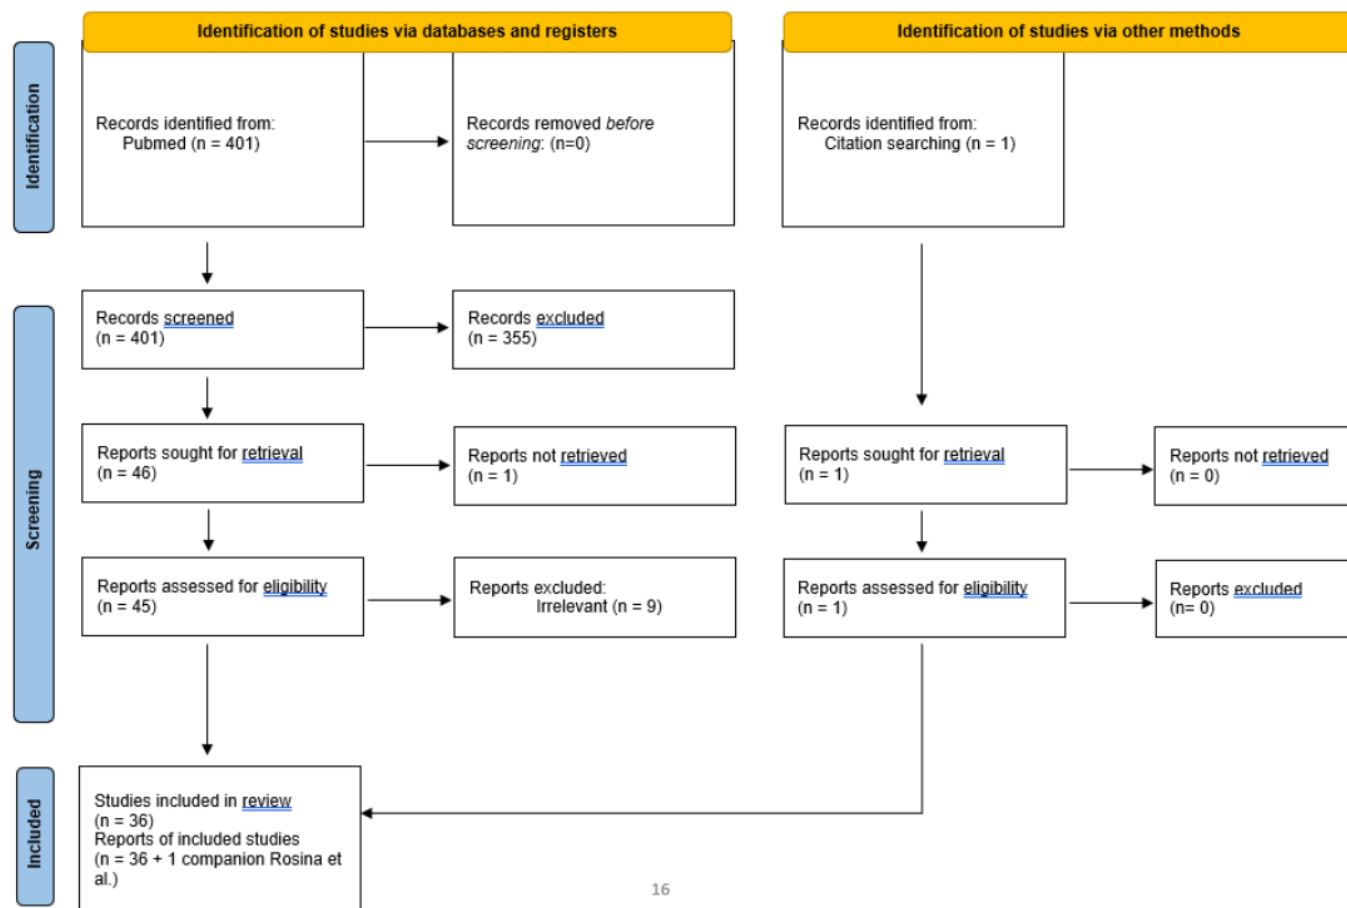 Identification of studies via databases and registers
Identification of studies via other methods
Identification
Records identified from:
Pubmed (n = 401)
Records removed before
screening: (n=0)
Records identified from:
Citation searching (n = 1)
Screening
Records screened
(n = 401)
Records excluded
(n = 355)
Reports sought for retrieval
(n = 46)
Reports not retrieved
(n = 1)
Reports sought for retrieval
(n = 1)
Reports not retrieved
(n = 0)
Reports assessed for eligibility
(n = 45)
Reports excluded:
Irrelevant (n = 9)
Reports assessed for eligibility
(n = 1)
Reports excluded
(n= 0)
Included
Studies included in review
(n = 36)
Reports of included studies
(n = 36 + 1 companion Rosina et
al.)
16